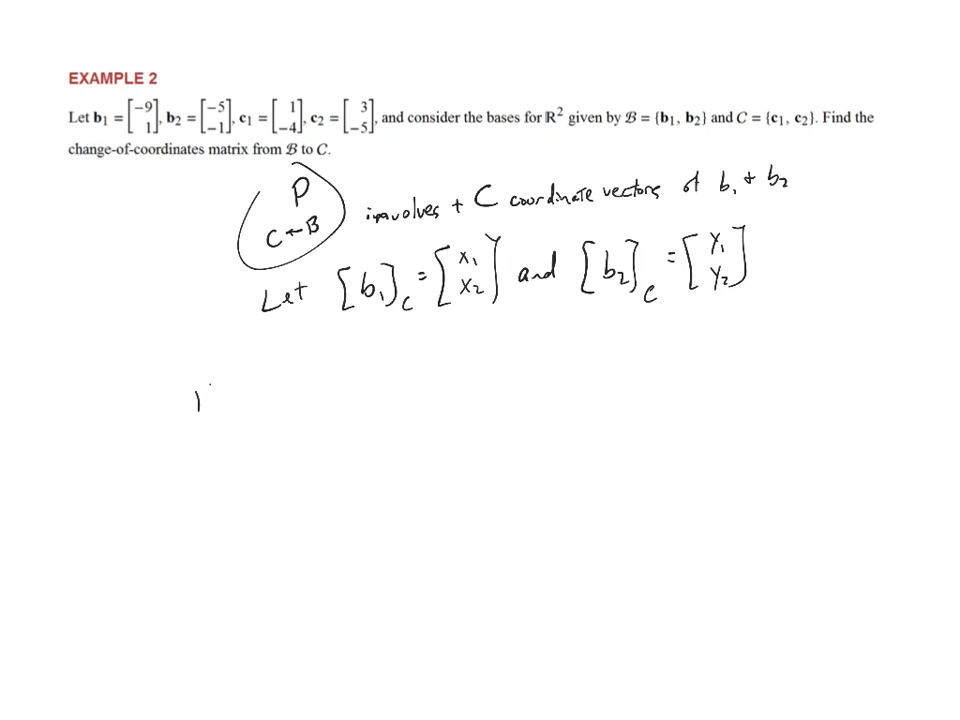 EXAMPLE 2
Let b₁ = [−9 1], b₂ = [−5 −1], c₁ = [1 −4], c₂ = [3 −5], and consider the bases for R² given by ℬ = {b₁, b₂} and C = {c₁, c₂}. Find the
change-of-coordinates matrix from ℬ to C.
P
C←B
involves + C coordinate vectors of b₁ + b₂
Let [b₁]_C = [x₁ x₂] and [b₂]_C = [y₁ y₂]